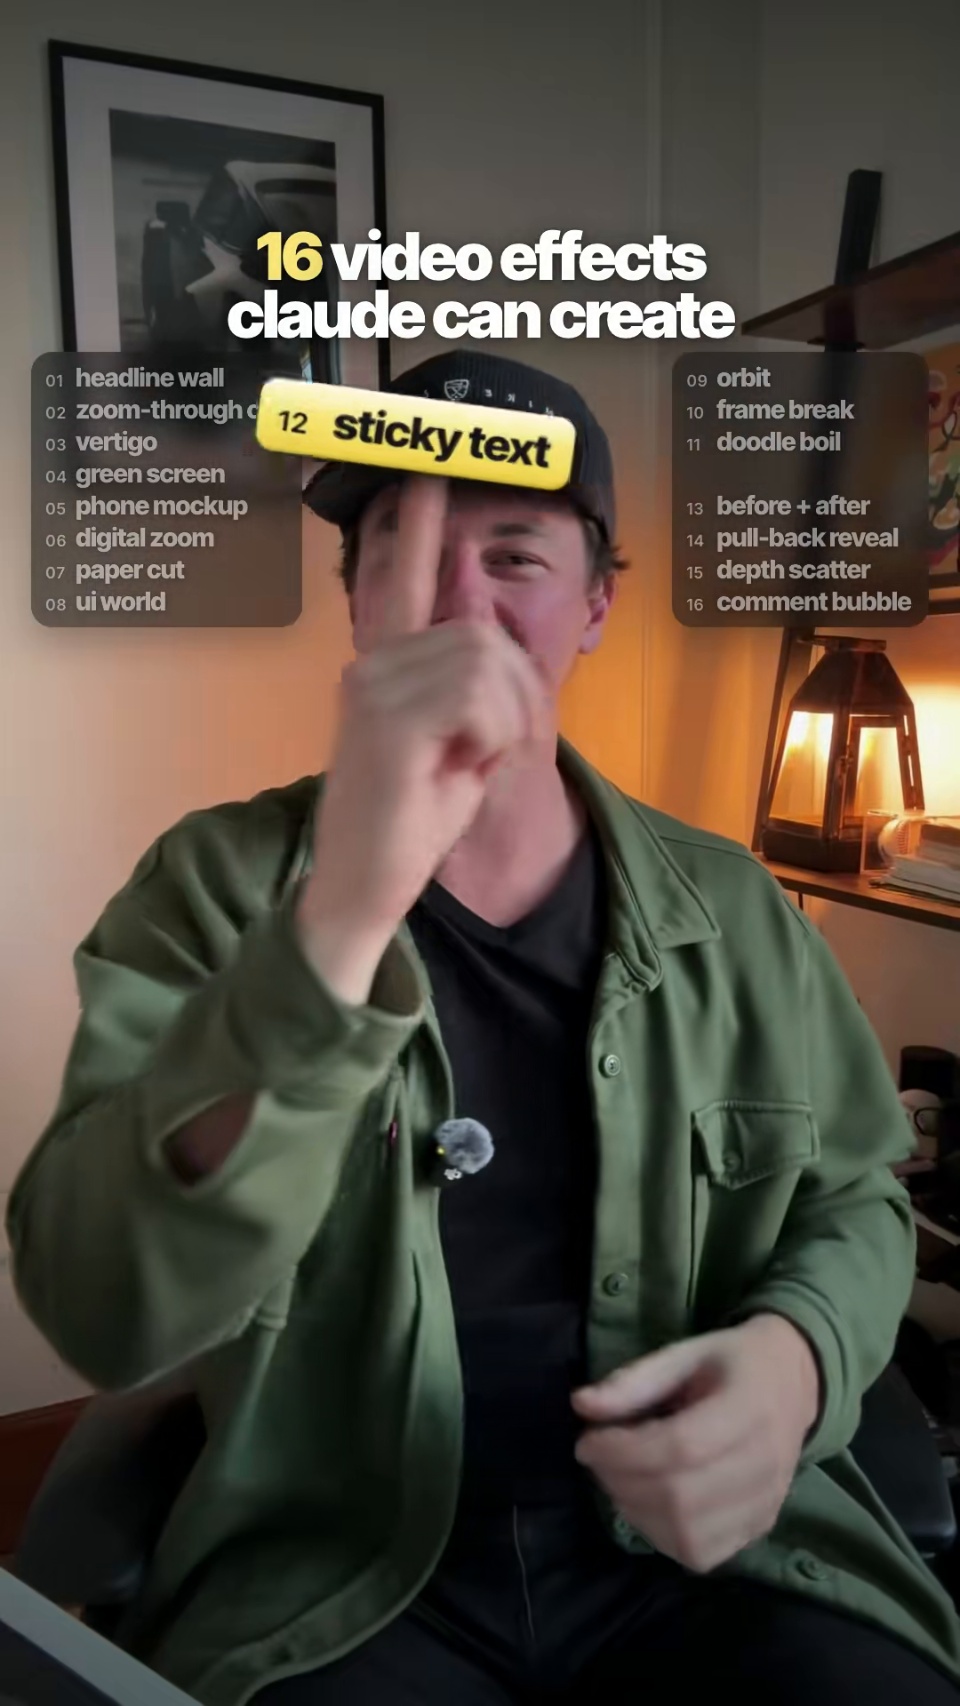 16 video effects
claude can create
01 headline wall
02 zoom-through
03 vertigo
04 green screen
05 phone mockup
06 digital zoom
07 paper cut
08 ui world
12 sticky text
09 orbit
10 frame break
11 doodle boil
13 before + after
14 pull-back reveal
15 depth scatter
16 comment bubble